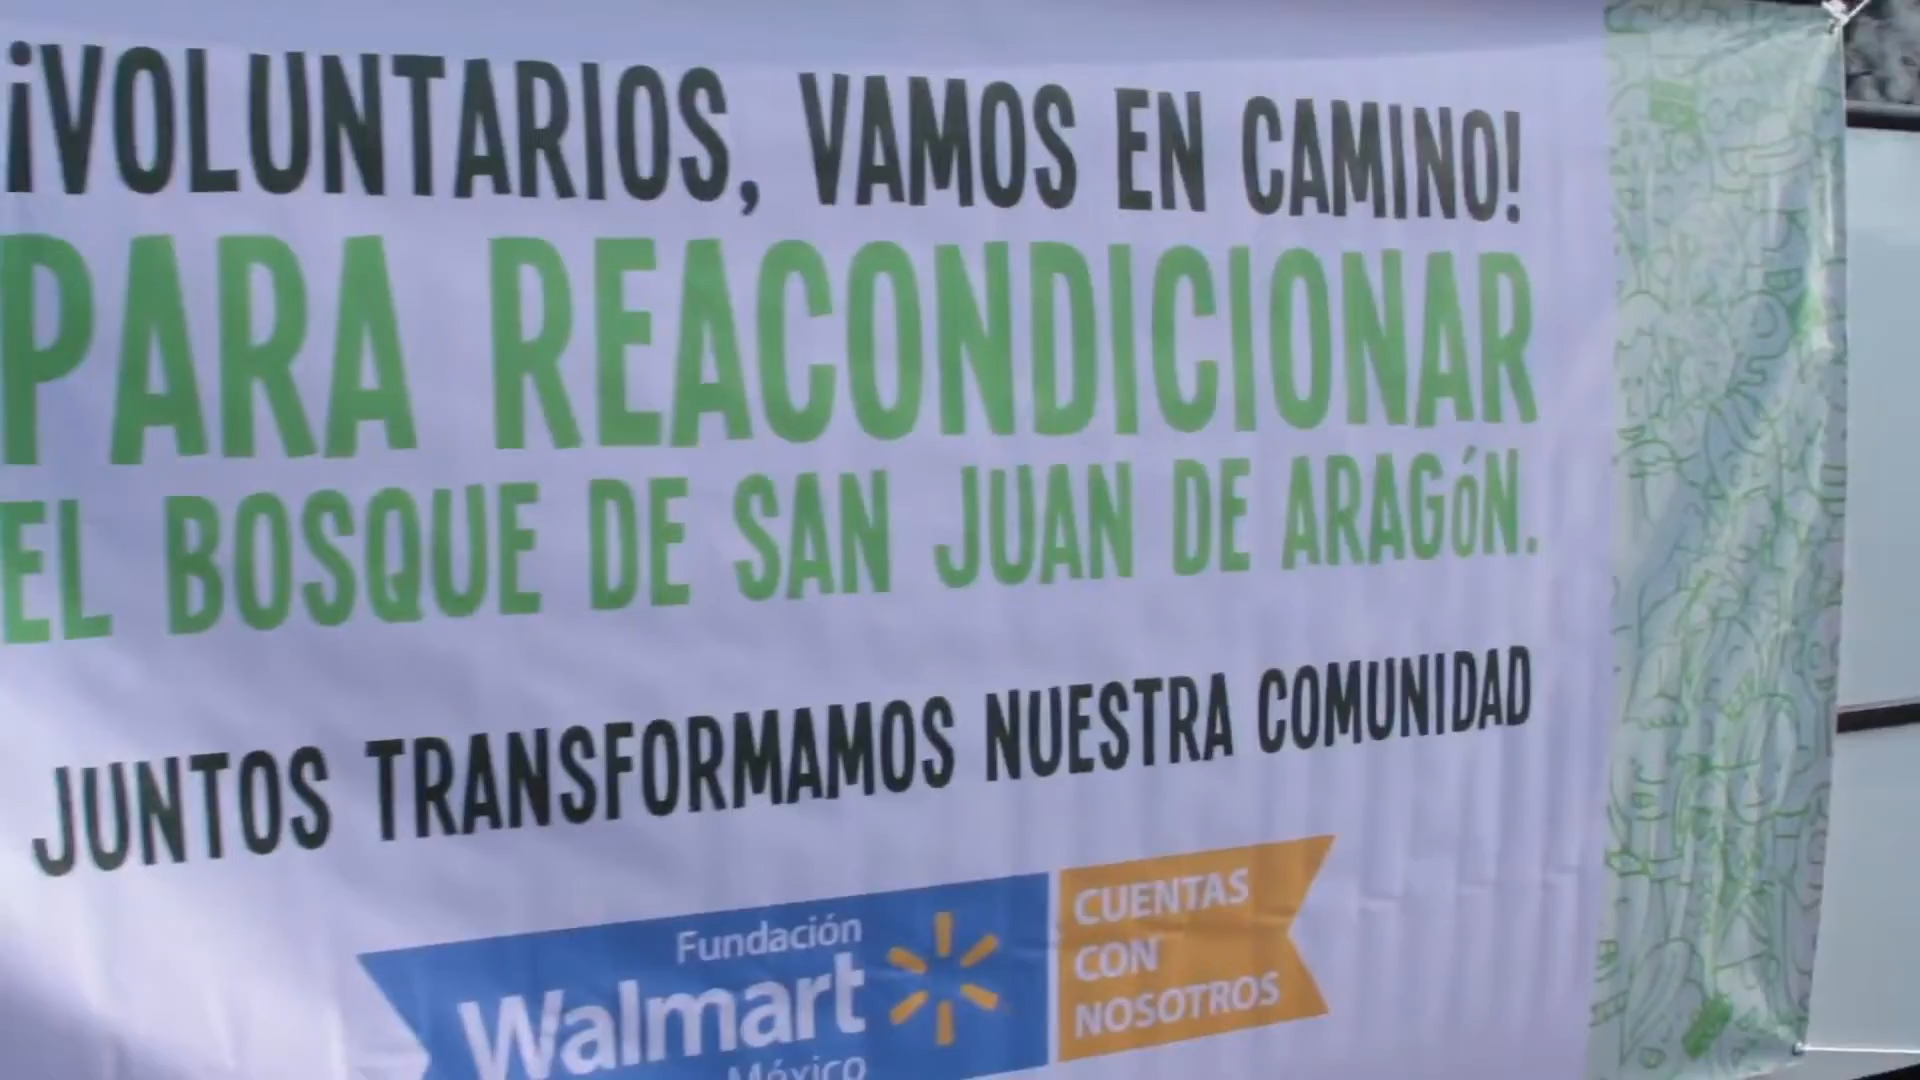 ¡VOLUNTARIOS, VAMOS EN CAMINO!
PARA REACONDICIONAR
EL BOSQUE DE SAN JUAN DE ARAGÓN.
JUNTOS TRANSFORMAMOS NUESTRA COMUNIDAD
Fundación
Walmart
México
CUENTAS
CON
NOSOTROS